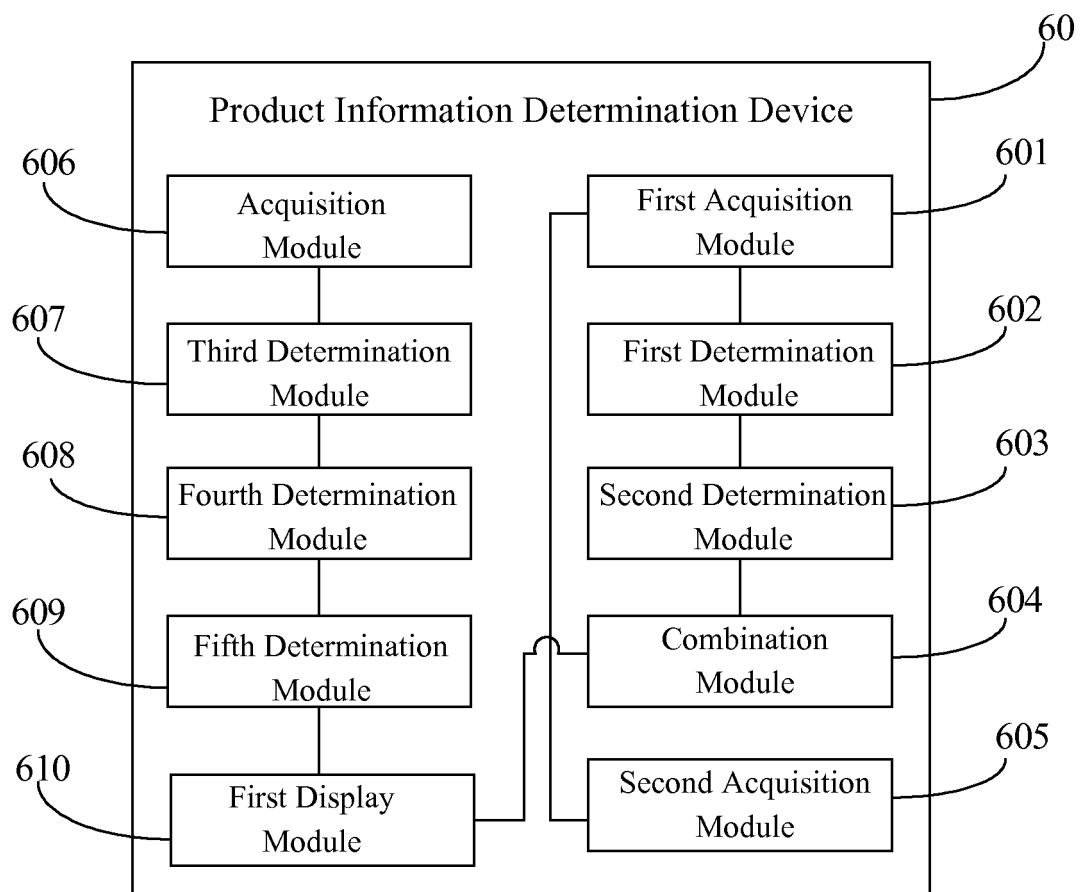 60
Product Information Determination Device
606
601
Acquisition
Module
First Acquisition
Module
607
602
Third Determination
Module
First Determination
Module
608
603
Fourth Determination
Module
Second Determination
Module
609
604
Fifth Determination
Module
Combination
Module
610
605
First Display
Module
Second Acquisition
Module